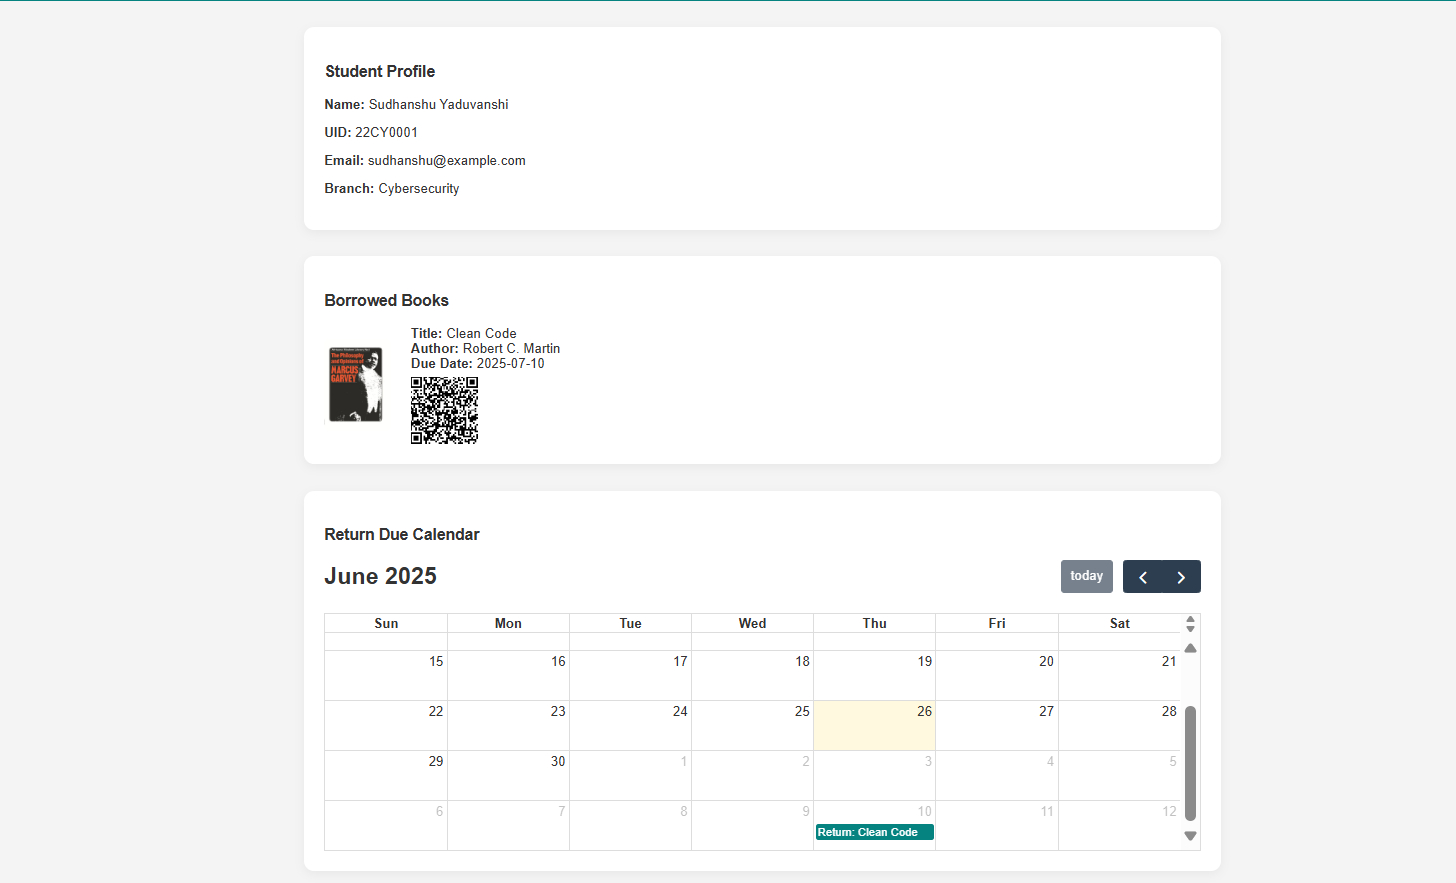 Student Profile
Name: Sudhanshu Yaduvanshi
UID: 22CY0001
Email: sudhanshu@example.com
Branch: Cybersecurity
Borrowed Books
The Philosophy
and Opinions of
MARCUS
GARVEY
Title: Clean Code
Author: Robert C. Martin
Due Date: 2025-07-10
Return Due Calendar
June 2025
today
Sun Mon Tue Wed Thu Fri Sat
15 16 17 18 19 20 21
22 23 24 25 26 27 28
29 30 1 2 3 4 5
6 7 8 9 10 11 12
Return: Clean Code